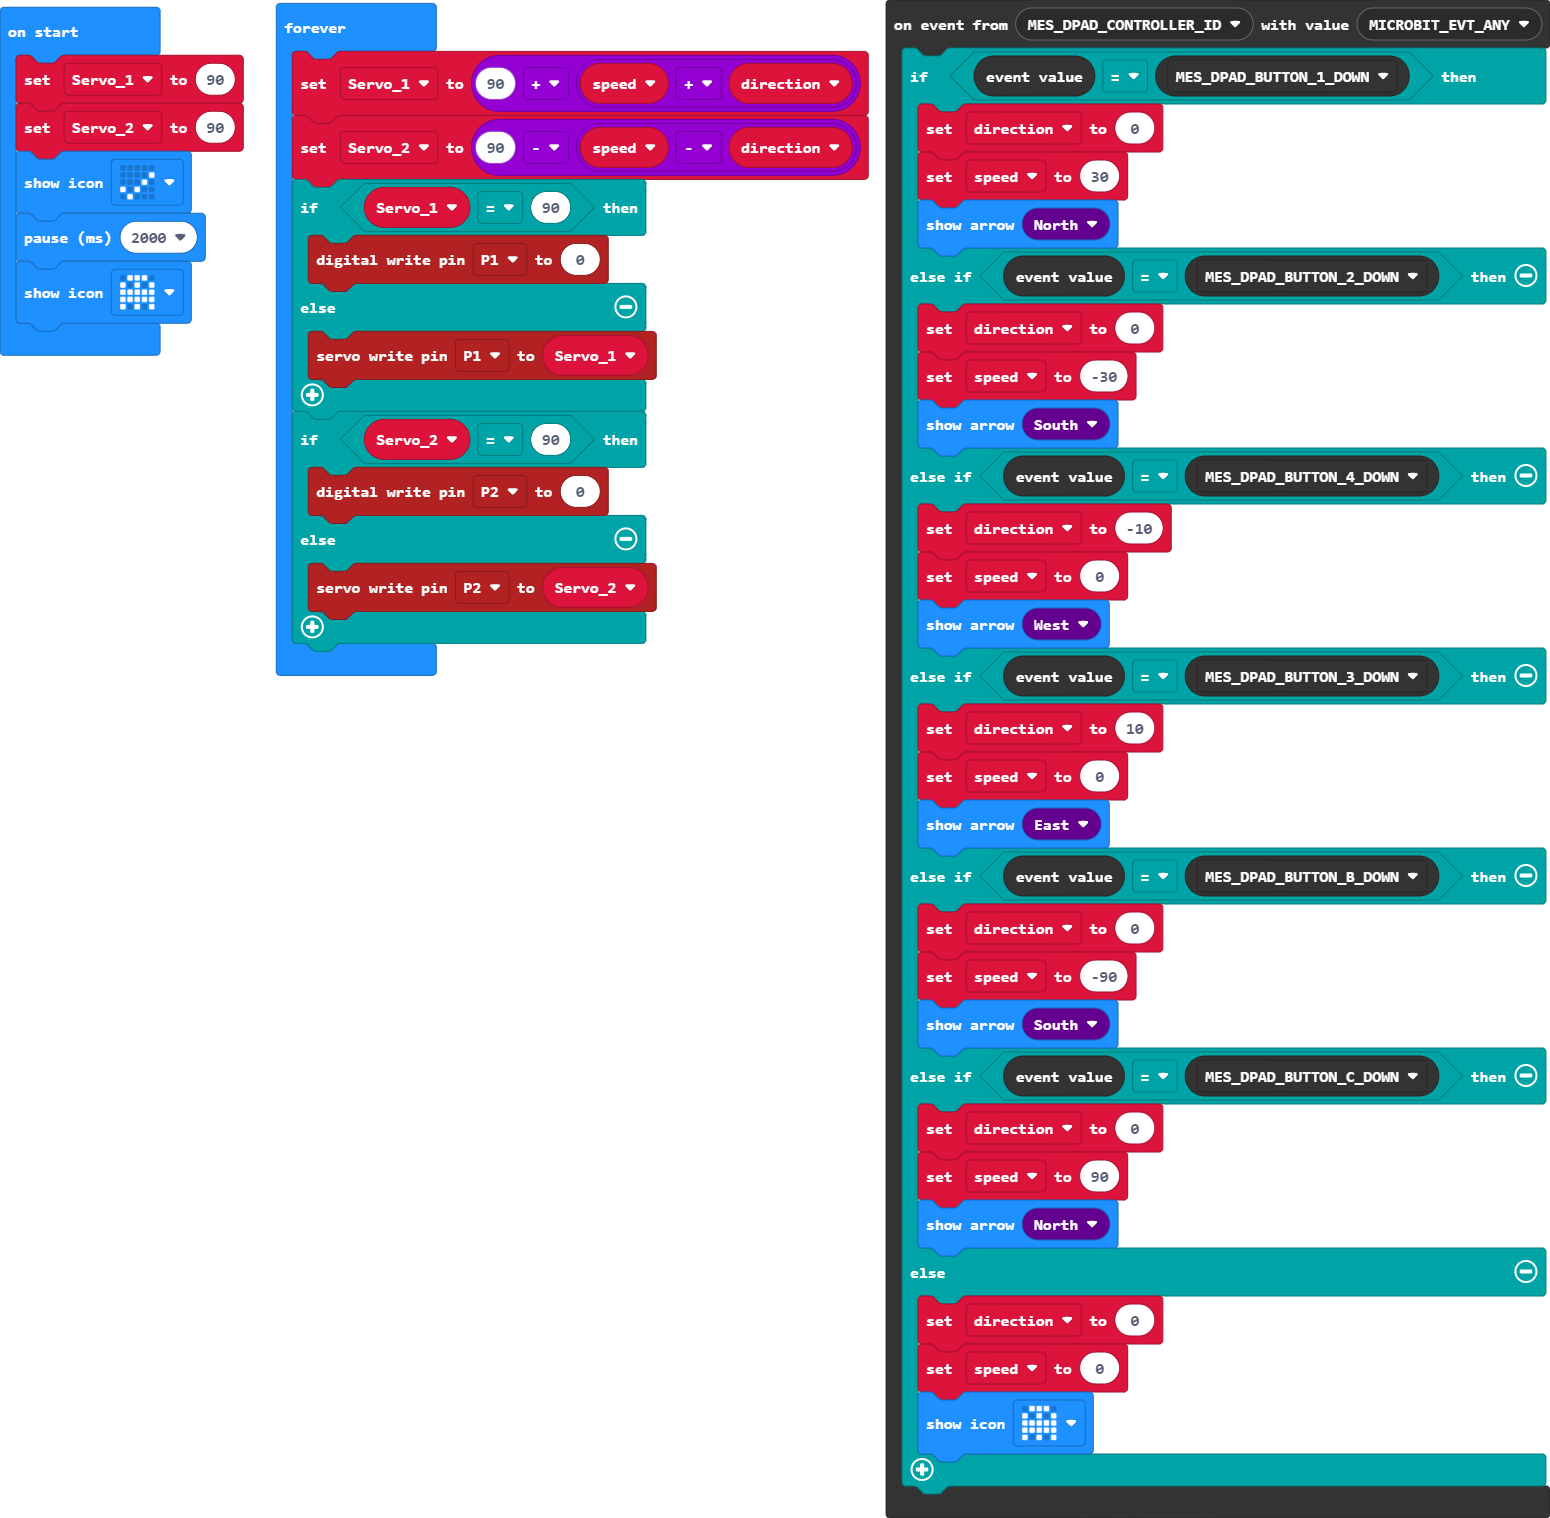 on start
set Servo_1 to 90
set Servo_2 to 90
show icon
pause (ms) 2000
show icon
forever
set Servo_1 to 90 + speed + direction
set Servo_2 to 90 - speed - direction
if Servo_1 = 90 then
digital write pin P1 to 0
else
servo write pin P1 to Servo_1
if Servo_2 = 90 then
digital write pin P2 to 0
else
servo write pin P2 to Servo_2
on event from MES_DPAD_CONTROLLER_ID with value MICROBIT_EVT_ANY
if event value = MES_DPAD_BUTTON_1_DOWN then
set direction to 0
set speed to 30
show arrow North
else if event value = MES_DPAD_BUTTON_2_DOWN then
set direction to 0
set speed to -30
show arrow South
else if event value = MES_DPAD_BUTTON_4_DOWN then
set direction to -10
set speed to 0
show arrow West
else if event value = MES_DPAD_BUTTON_3_DOWN then
set direction to 10
set speed to 0
show arrow East
else if event value = MES_DPAD_BUTTON_B_DOWN then
set direction to 0
set speed to -90
show arrow South
else if event value = MES_DPAD_BUTTON_C_DOWN then
set direction to 0
set speed to 90
show arrow North
else
set direction to 0
set speed to 0
show icon